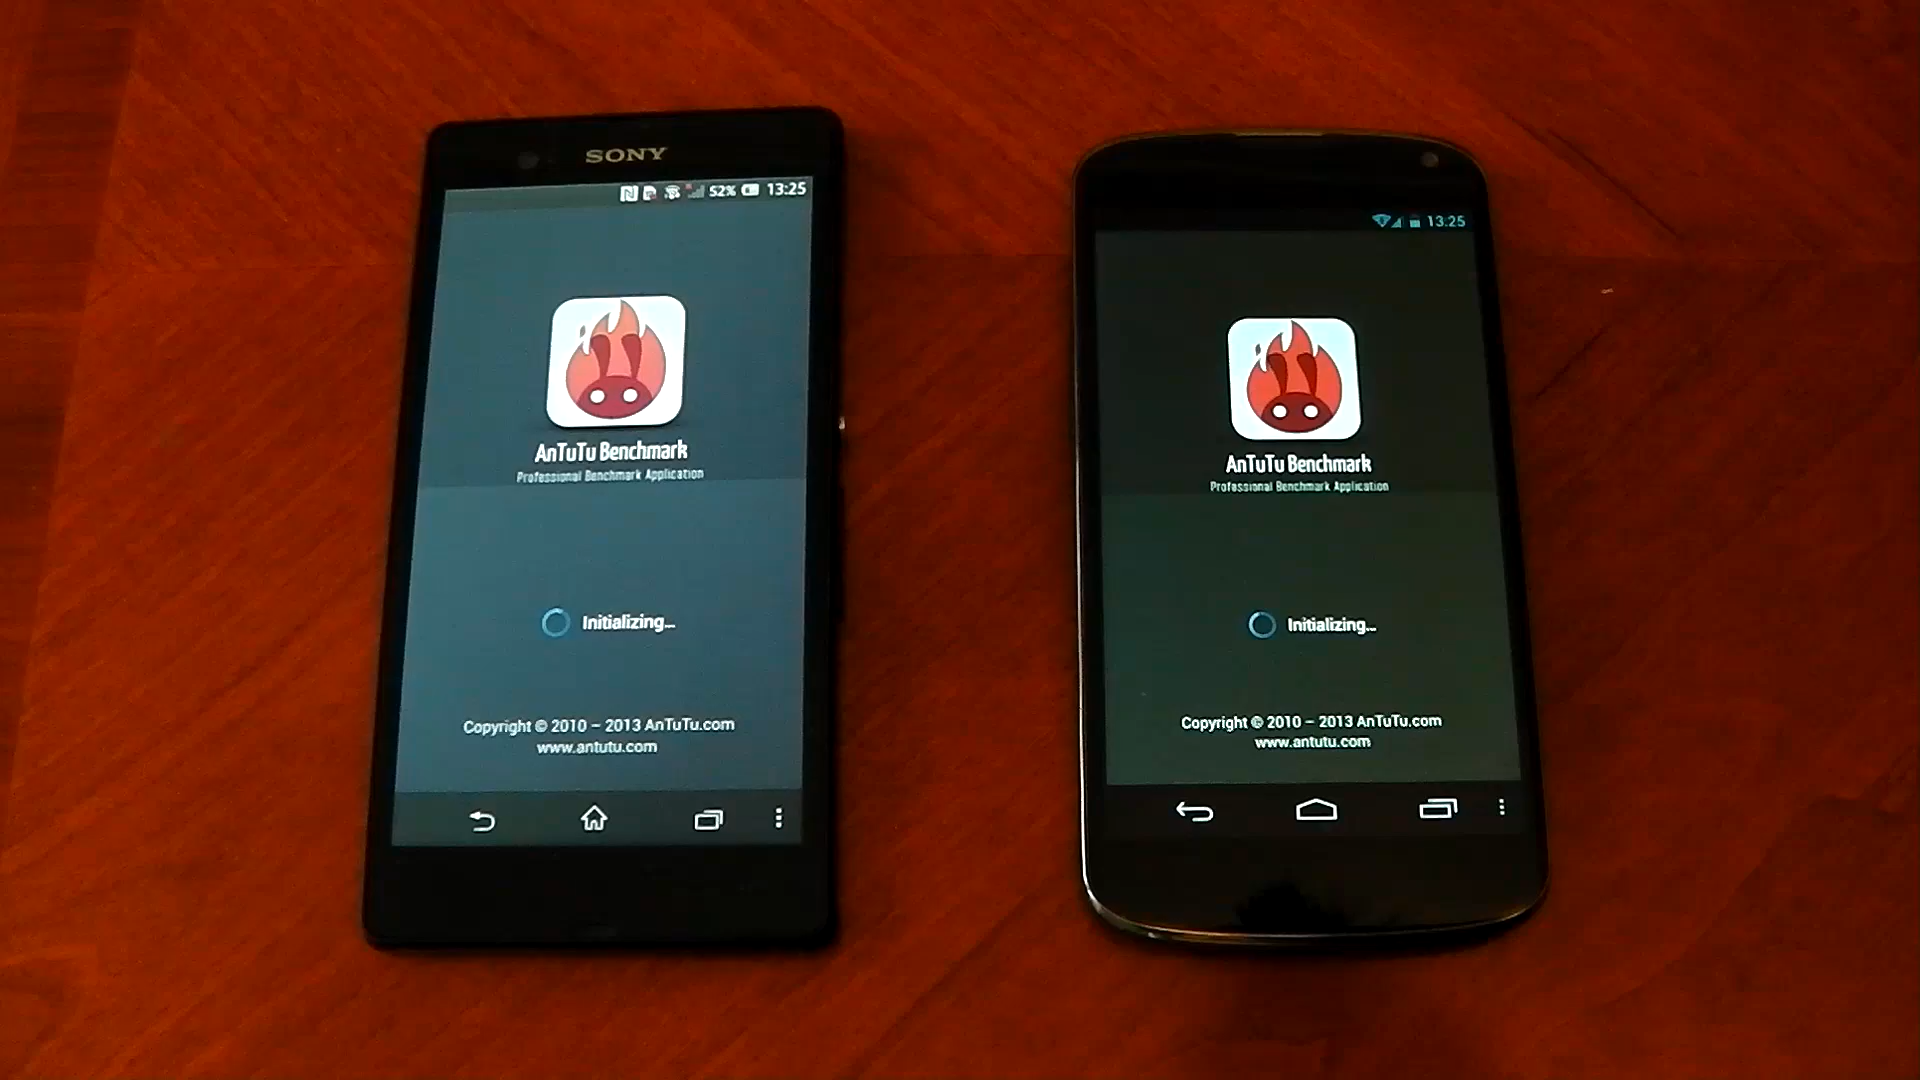 SONY
52% 13:25
AnTuTu Benchmark
Professional Benchmark Application
Initializing...
Copyright © 2010 – 2013 AnTuTu.com
www.antutu.com
13:25
AnTuTu Benchmark
Professional Benchmark Application
Initializing...
Copyright © 2010 – 2013 AnTuTu.com
www.antutu.com